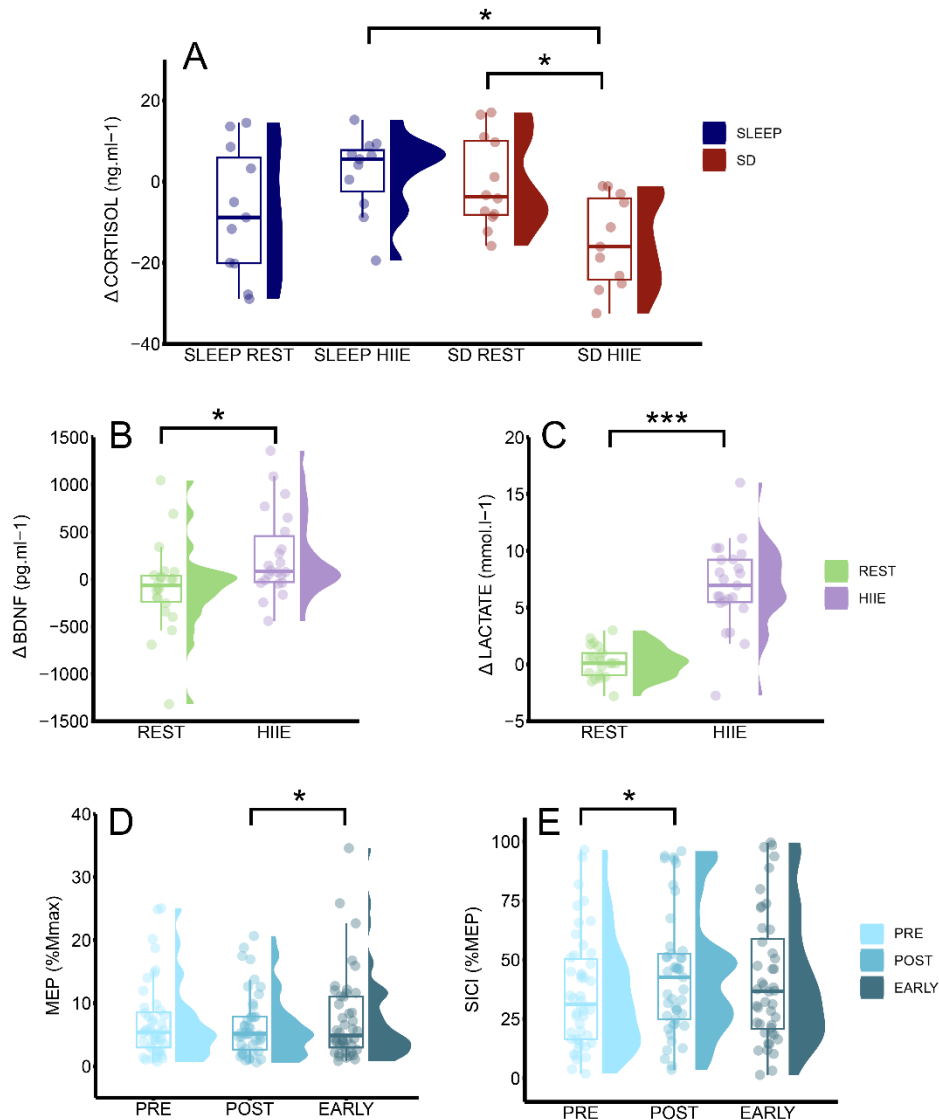 *
*
A
Δ CORTISOL (ng.ml−1)
20
0
−20
−40
SLEEP REST
SLEEP HIIE
SD REST
SD HIIE
SLEEP
SD
B
*
ΔBDNF (pg.ml−1)
1500
1000
500
0
−500
−1000
−1500
REST
HIIE
C
***
Δ LACTATE (mmol.l−1)
20
15
10
5
0
−5
REST
HIIE
REST
HIIE
D
*
MEP (%Mmax)
40
30
20
10
0
PRE
POST
EARLY
E
*
SICI (%MEP)
100
75
50
25
0
PRE
POST
EARLY
PRE
POST
EARLY